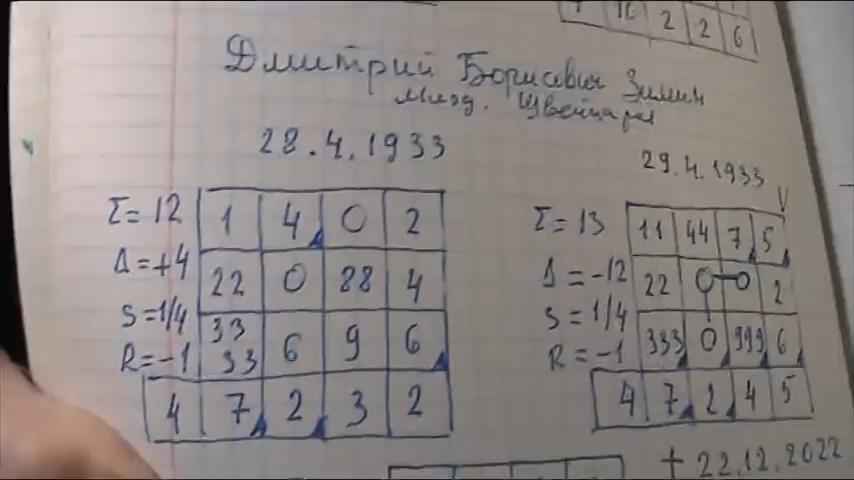 1 16 2 2 6
Дмитрий Борисович Зимин
Швейцария
28.4.1933
29.4.1933
Σ=12 1 4 0 2
Δ=+4 22 0 88 4
S=1/4 33 33 6 9 6
R=-1
4 7 2 3 2
Σ=13 11 44 7 5
Δ=-12 22 0-0 2
S=1/4 333 0 999 6
R=-1
4 7 2 4 5
† 22.12.2022